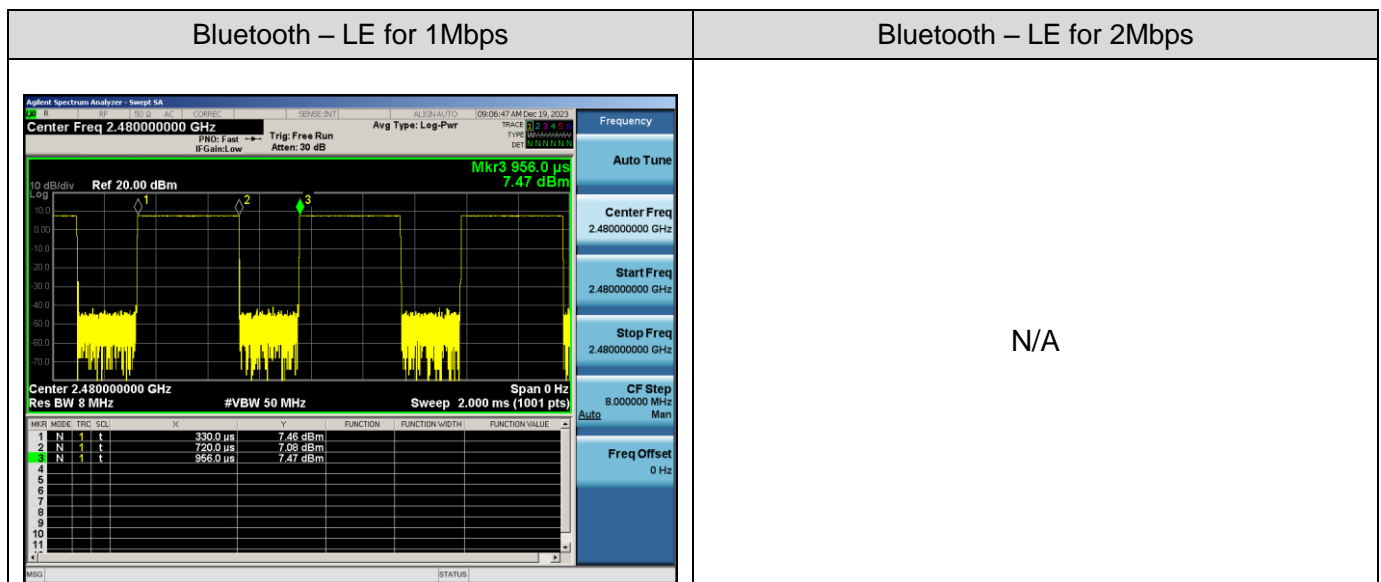 Bluetooth – LE for 1Mbps
Bluetooth – LE for 2Mbps
Agilent Spectrum Analyzer - Swept SA
R RF 50 Ω AC CORREC SENSE:INT ALIGNAUTO 09:06:47 AM Dec 19, 2023
Center Freq 2.480000000 GHz
PNO: Fast
IFGain:Low
Trig: Free Run
Atten: 30 dB
Avg Type: Log-Pwr
TRACE 1 2 3 4 5 6
TYPE
DET N N N N N N
Mkr3 956.0 µs
7.47 dBm
10 dB/div Ref 20.00 dBm
Log
10.0
0.00
-10.0
-20.0
-30.0
-40.0
-50.0
-60.0
-70.0
1
2
3
Center 2.480000000 GHz Span 0 Hz
Res BW 8 MHz #VBW 50 MHz Sweep 2.000 ms (1001 pts)
MKR MODE TRC SCL X Y FUNCTION FUNCTION WIDTH FUNCTION VALUE
1 N 1 t 330.0 µs 7.46 dBm
2 N 1 t 720.0 µs 7.08 dBm
3 N 1 t 956.0 µs 7.47 dBm
4
5
6
7
8
9
10
11
MSG STATUS
Frequency
Auto Tune
Center Freq
2.480000000 GHz
Start Freq
2.480000000 GHz
Stop Freq
2.480000000 GHz
CF Step
8.000000 MHz
Auto Man
Freq Offset
0 Hz
N/A